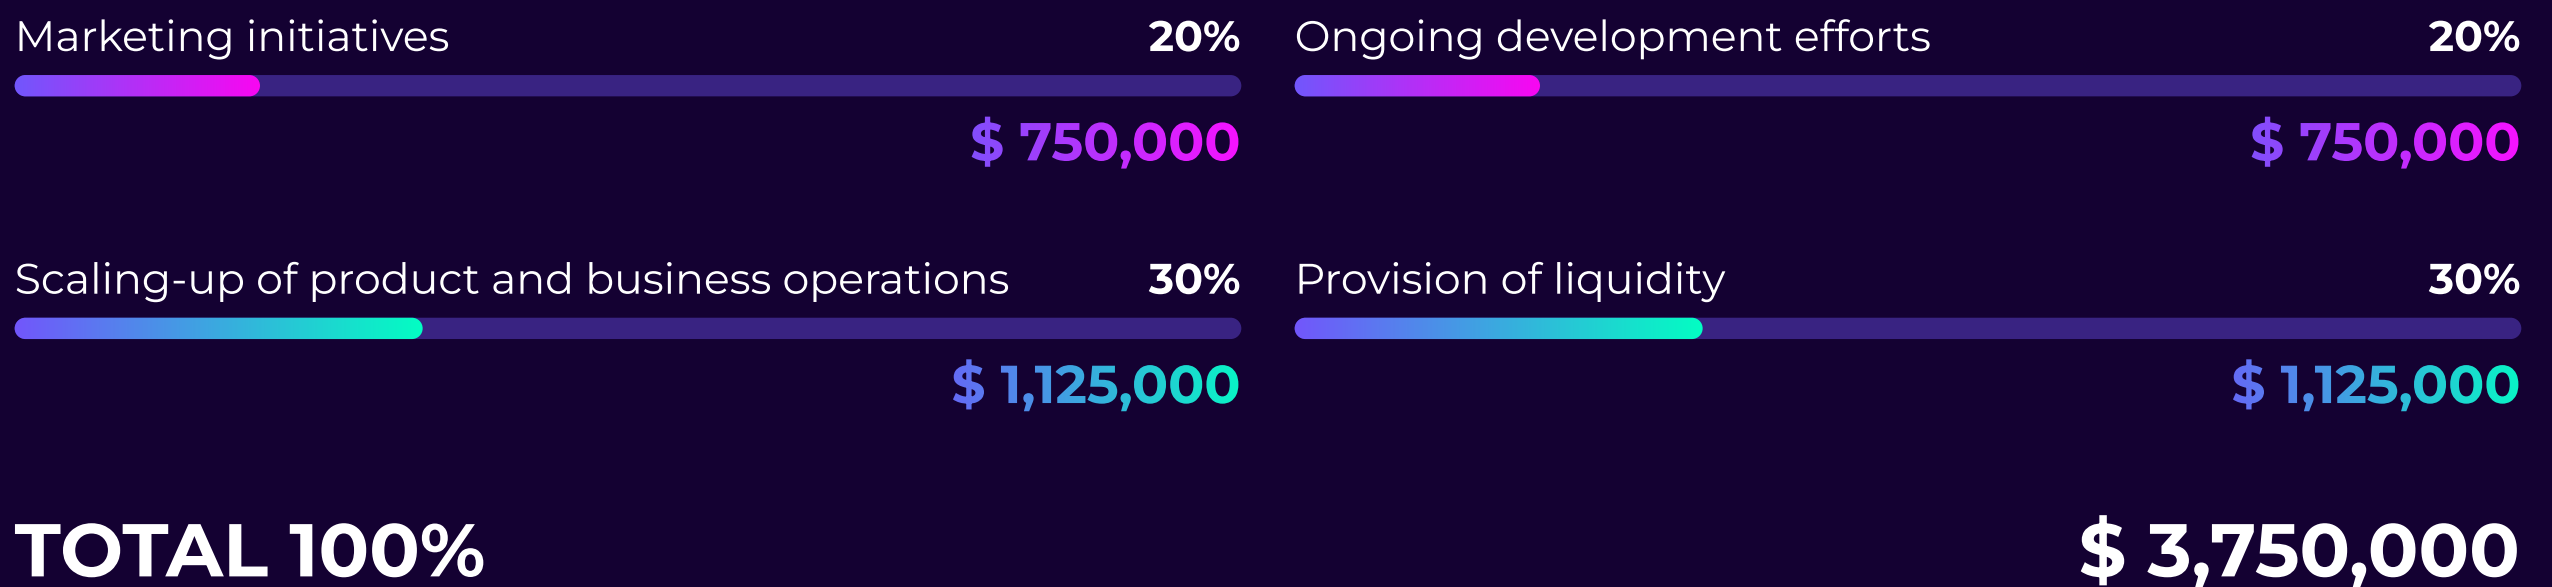 Marketing initiatives 20%
$ 750,000
Ongoing development efforts 20%
$ 750,000
Scaling-up of product and business operations 30%
$ 1,125,000
Provision of liquidity 30%
$ 1,125,000
TOTAL 100% $ 3,750,000